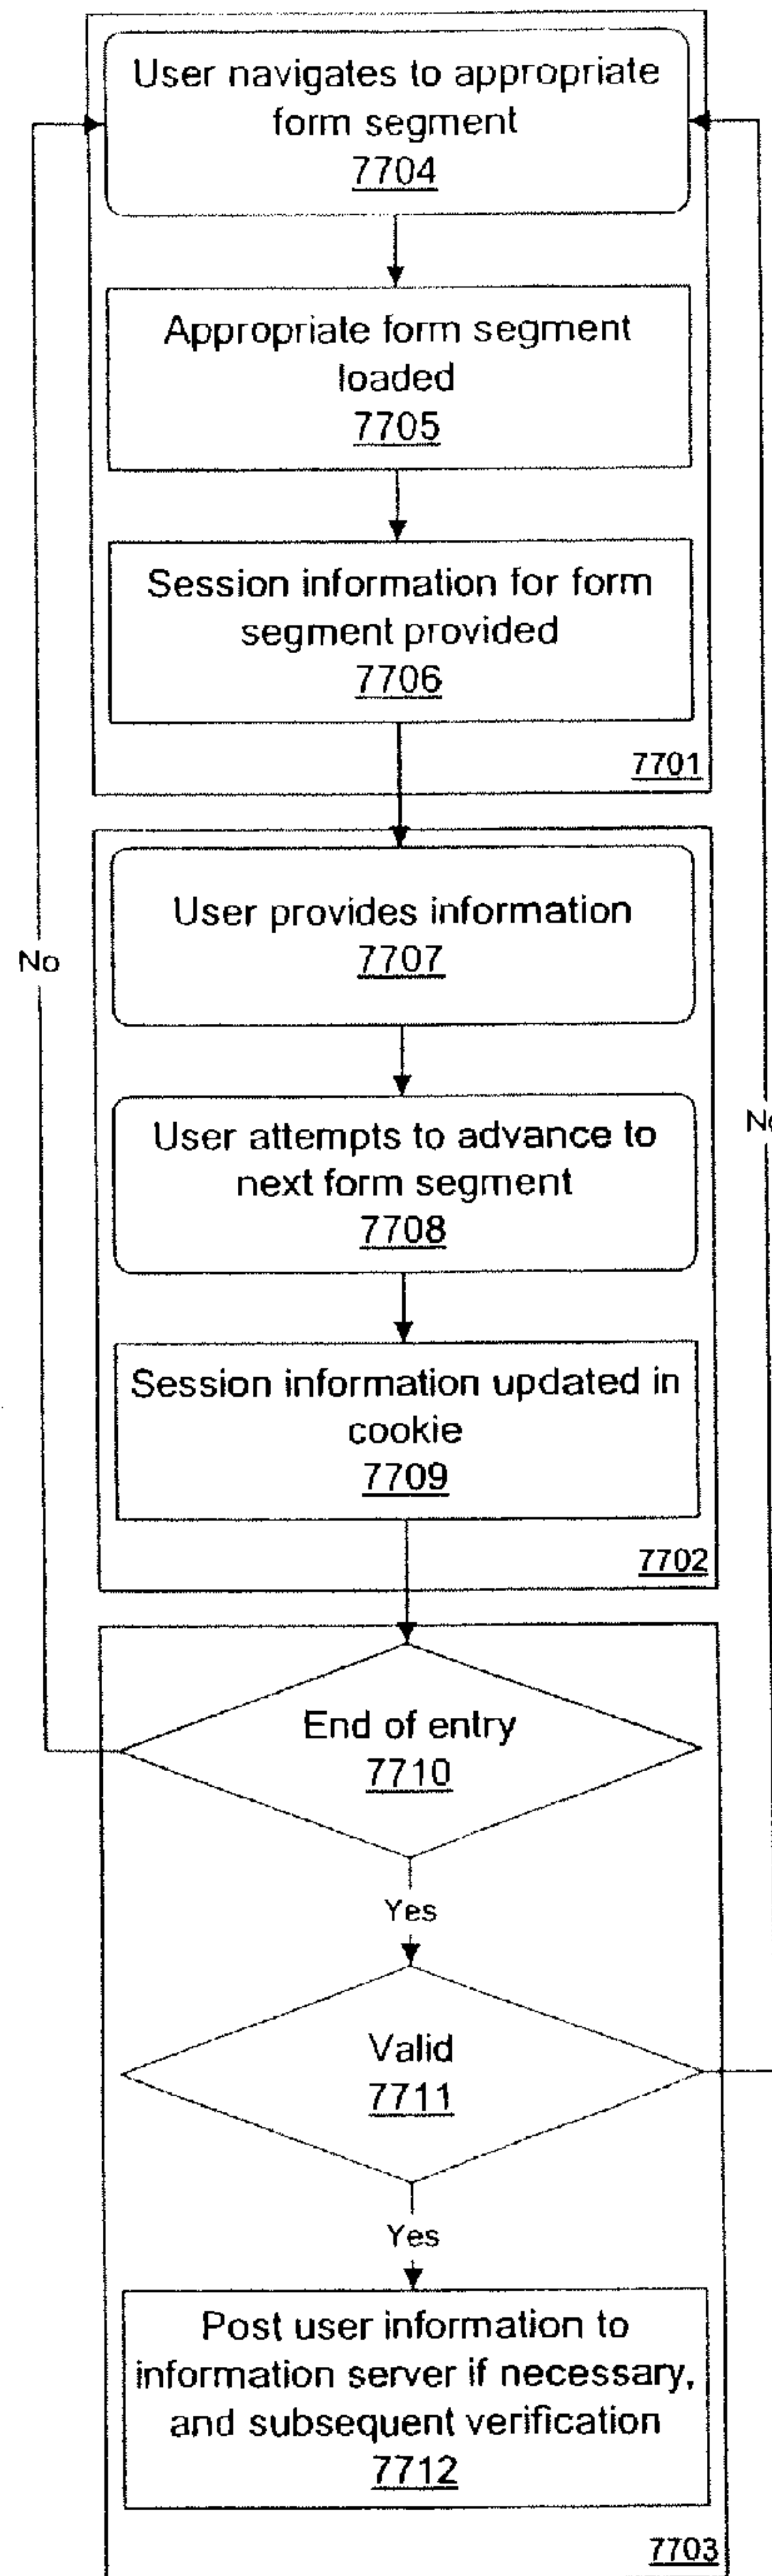 User navigates to appropriate
form segment
7704
Appropriate form segment
loaded
7705
Session information for form
segment provided
7706
7701
User provides information
7707
No
User attempts to advance to
next form segment
7708
No
Session information updated in
cookie
7709
7702
End of entry
7710
Yes
Valid
7711
Yes
Post user information to
information server if necessary,
and subsequent verification
7712
7703